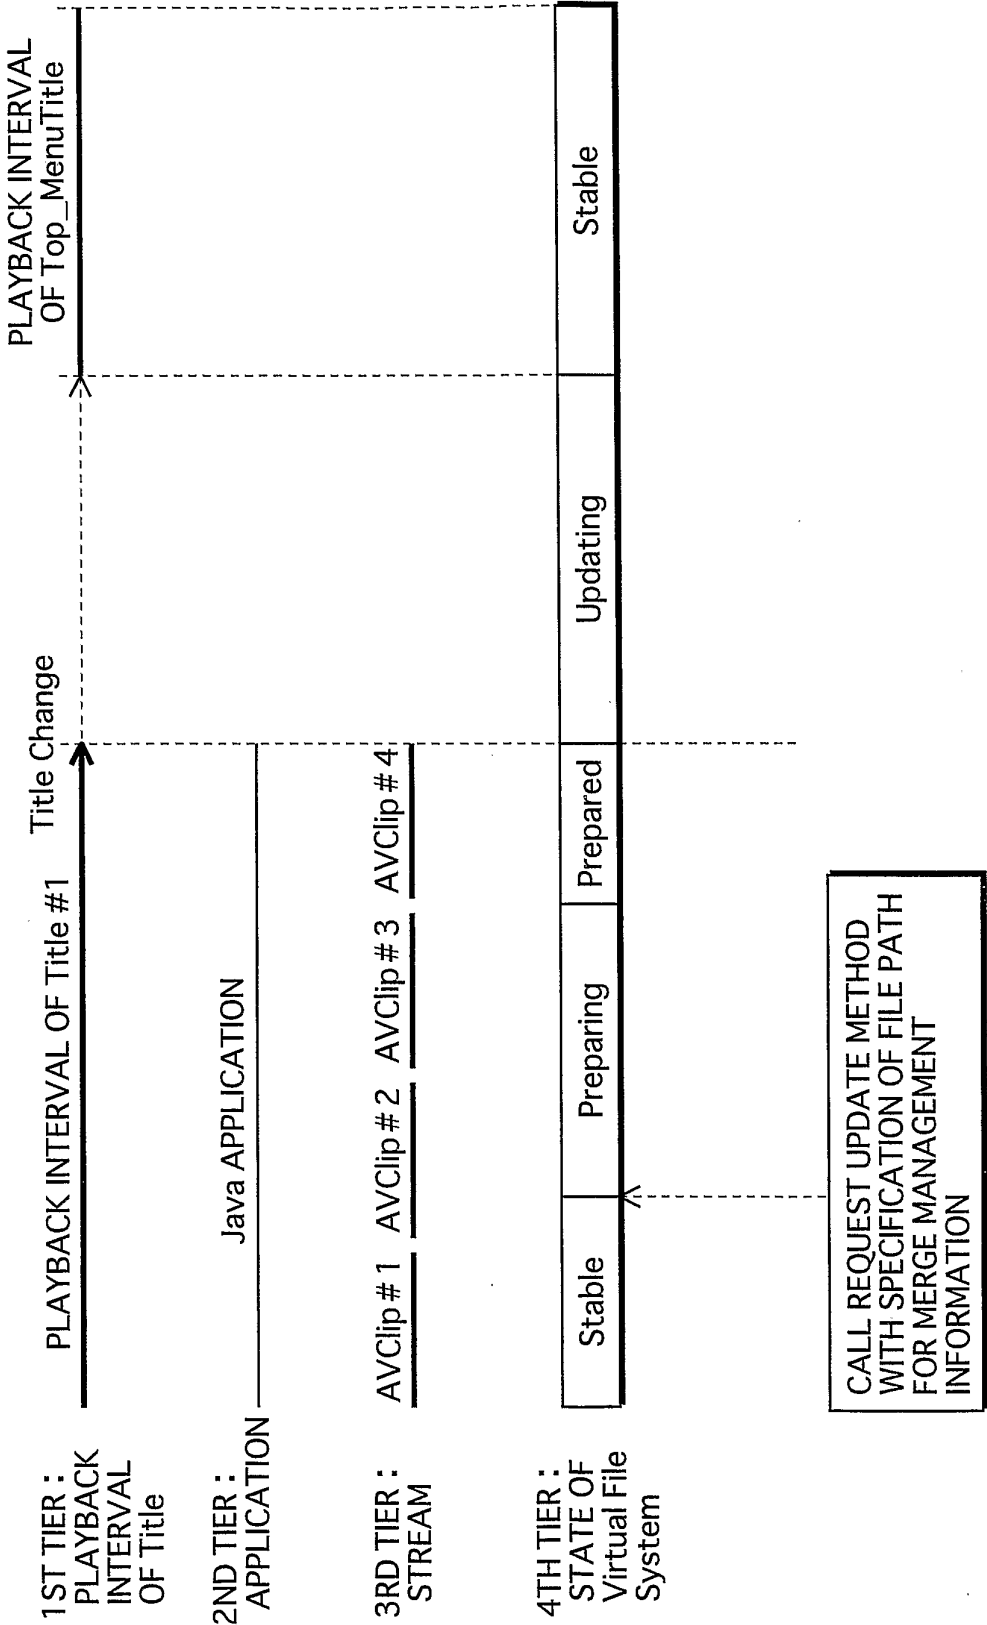 1ST TIER :
PLAYBACK
INTERVAL
OF Title
PLAYBACK INTERVAL OF Title #1
Title Change
PLAYBACK INTERVAL
OF Top_MenuTitle
2ND TIER :
APPLICATION
Java APPLICATION
3RD TIER :
STREAM
AVClip#1
AVClip#2
AVClip#3
AVClip#4
4TH TIER :
STATE OF
Virtual File
System
Stable
Preparing
Prepared
Updating
Stable
CALL REQUEST UPDATE METHOD
WITH SPECIFICATION OF FILE PATH
FOR MERGE MANAGEMENT
INFORMATION